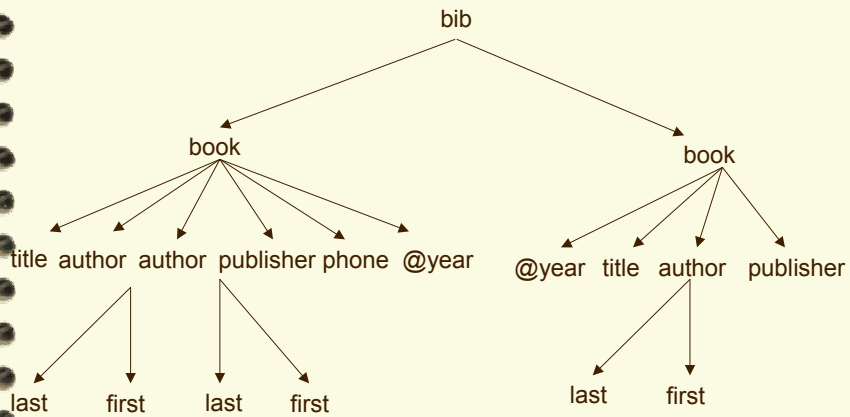 bib
book
book
title author author publisher phone @year
@year title author publisher
last first last first
last first